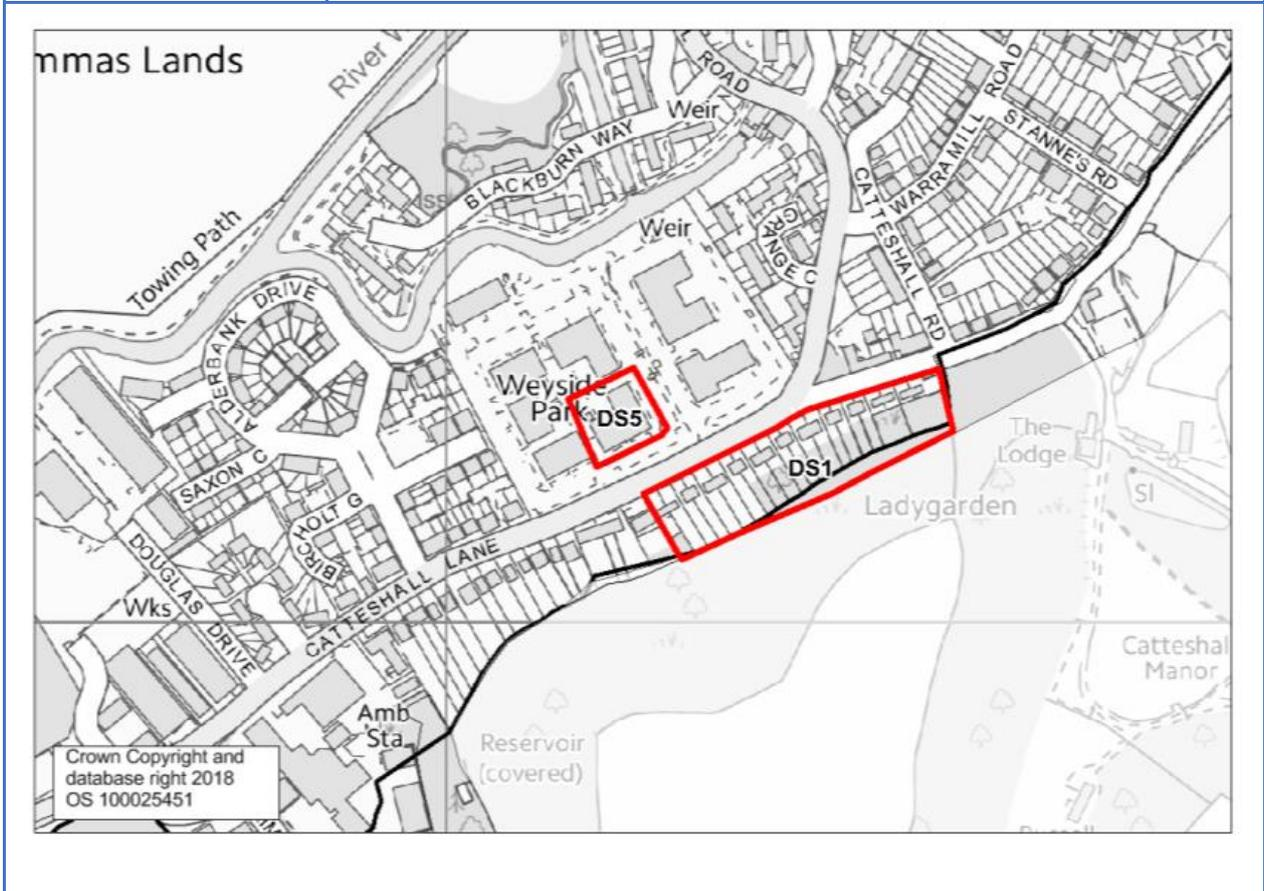 mmas Lands
River W
Towing Path
ROAD
Weir
BLACKBURN WAY
Iss
Weir
ROAD
WARRAMILL
ST ANNE'S RD
CATTESHALL RD
GRANGE C
ALDERBANK DRIVE
Weyside
Park
DS5
SAXON C
BIRCHOLT G
DOUGLAS DRIVE
Wks
CATTESHALL LANE
DS1
The
Lodge
SI
Ladygarden
Catteshal
Manor
Amb
Sta
Reservoir
(covered)
Crown Copyright and
database right 2018
OS 100025451